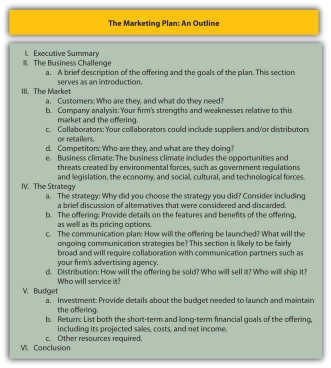 The Marketing Plan: An Outline
I. Executive Summary
II. The Business Challenge
a. A brief description of the offering and the goals of the plan. This section
serves as an introduction.
III. The Market
a. Customers: Who are they, and what do they need?
b. Company analysis: Your firm's strengths and weaknesses relative to this
market and the offering.
c. Collaborators: Your collaborators could include suppliers and/or distributors
or retailers.
d. Competitors: Who are they, and what are they doing?
e. Business climate: The business climate includes the opportunities and
threats created by environmental forces, such as government regulations
and legislation, the economy, and social, cultural, and technological forces.
IV. The Strategy
a. The strategy: Why did you choose the strategy you did? Consider including
a brief discussion of alternatives that were considered and discarded.
b. The offering: Provide details on the features and benefits of the offering,
as well as its pricing options.
c. The communication plan: How will the offering be launched? What will the
ongoing communication strategies be? This section is likely to be fairly
broad and will require collaboration with communication partners such as
your firm's advertising agency.
d. Distribution: How will the offering be sold? Who will sell it? Who will ship it?
Who will service it?
V. Budget
a. Investment: Provide details about the budget needed to launch and maintain
the offering.
b. Return: List both the short-term and long-term financial goals of the offering,
including its projected sales, costs, and net income.
c. Other resources required.
VI. Conclusion